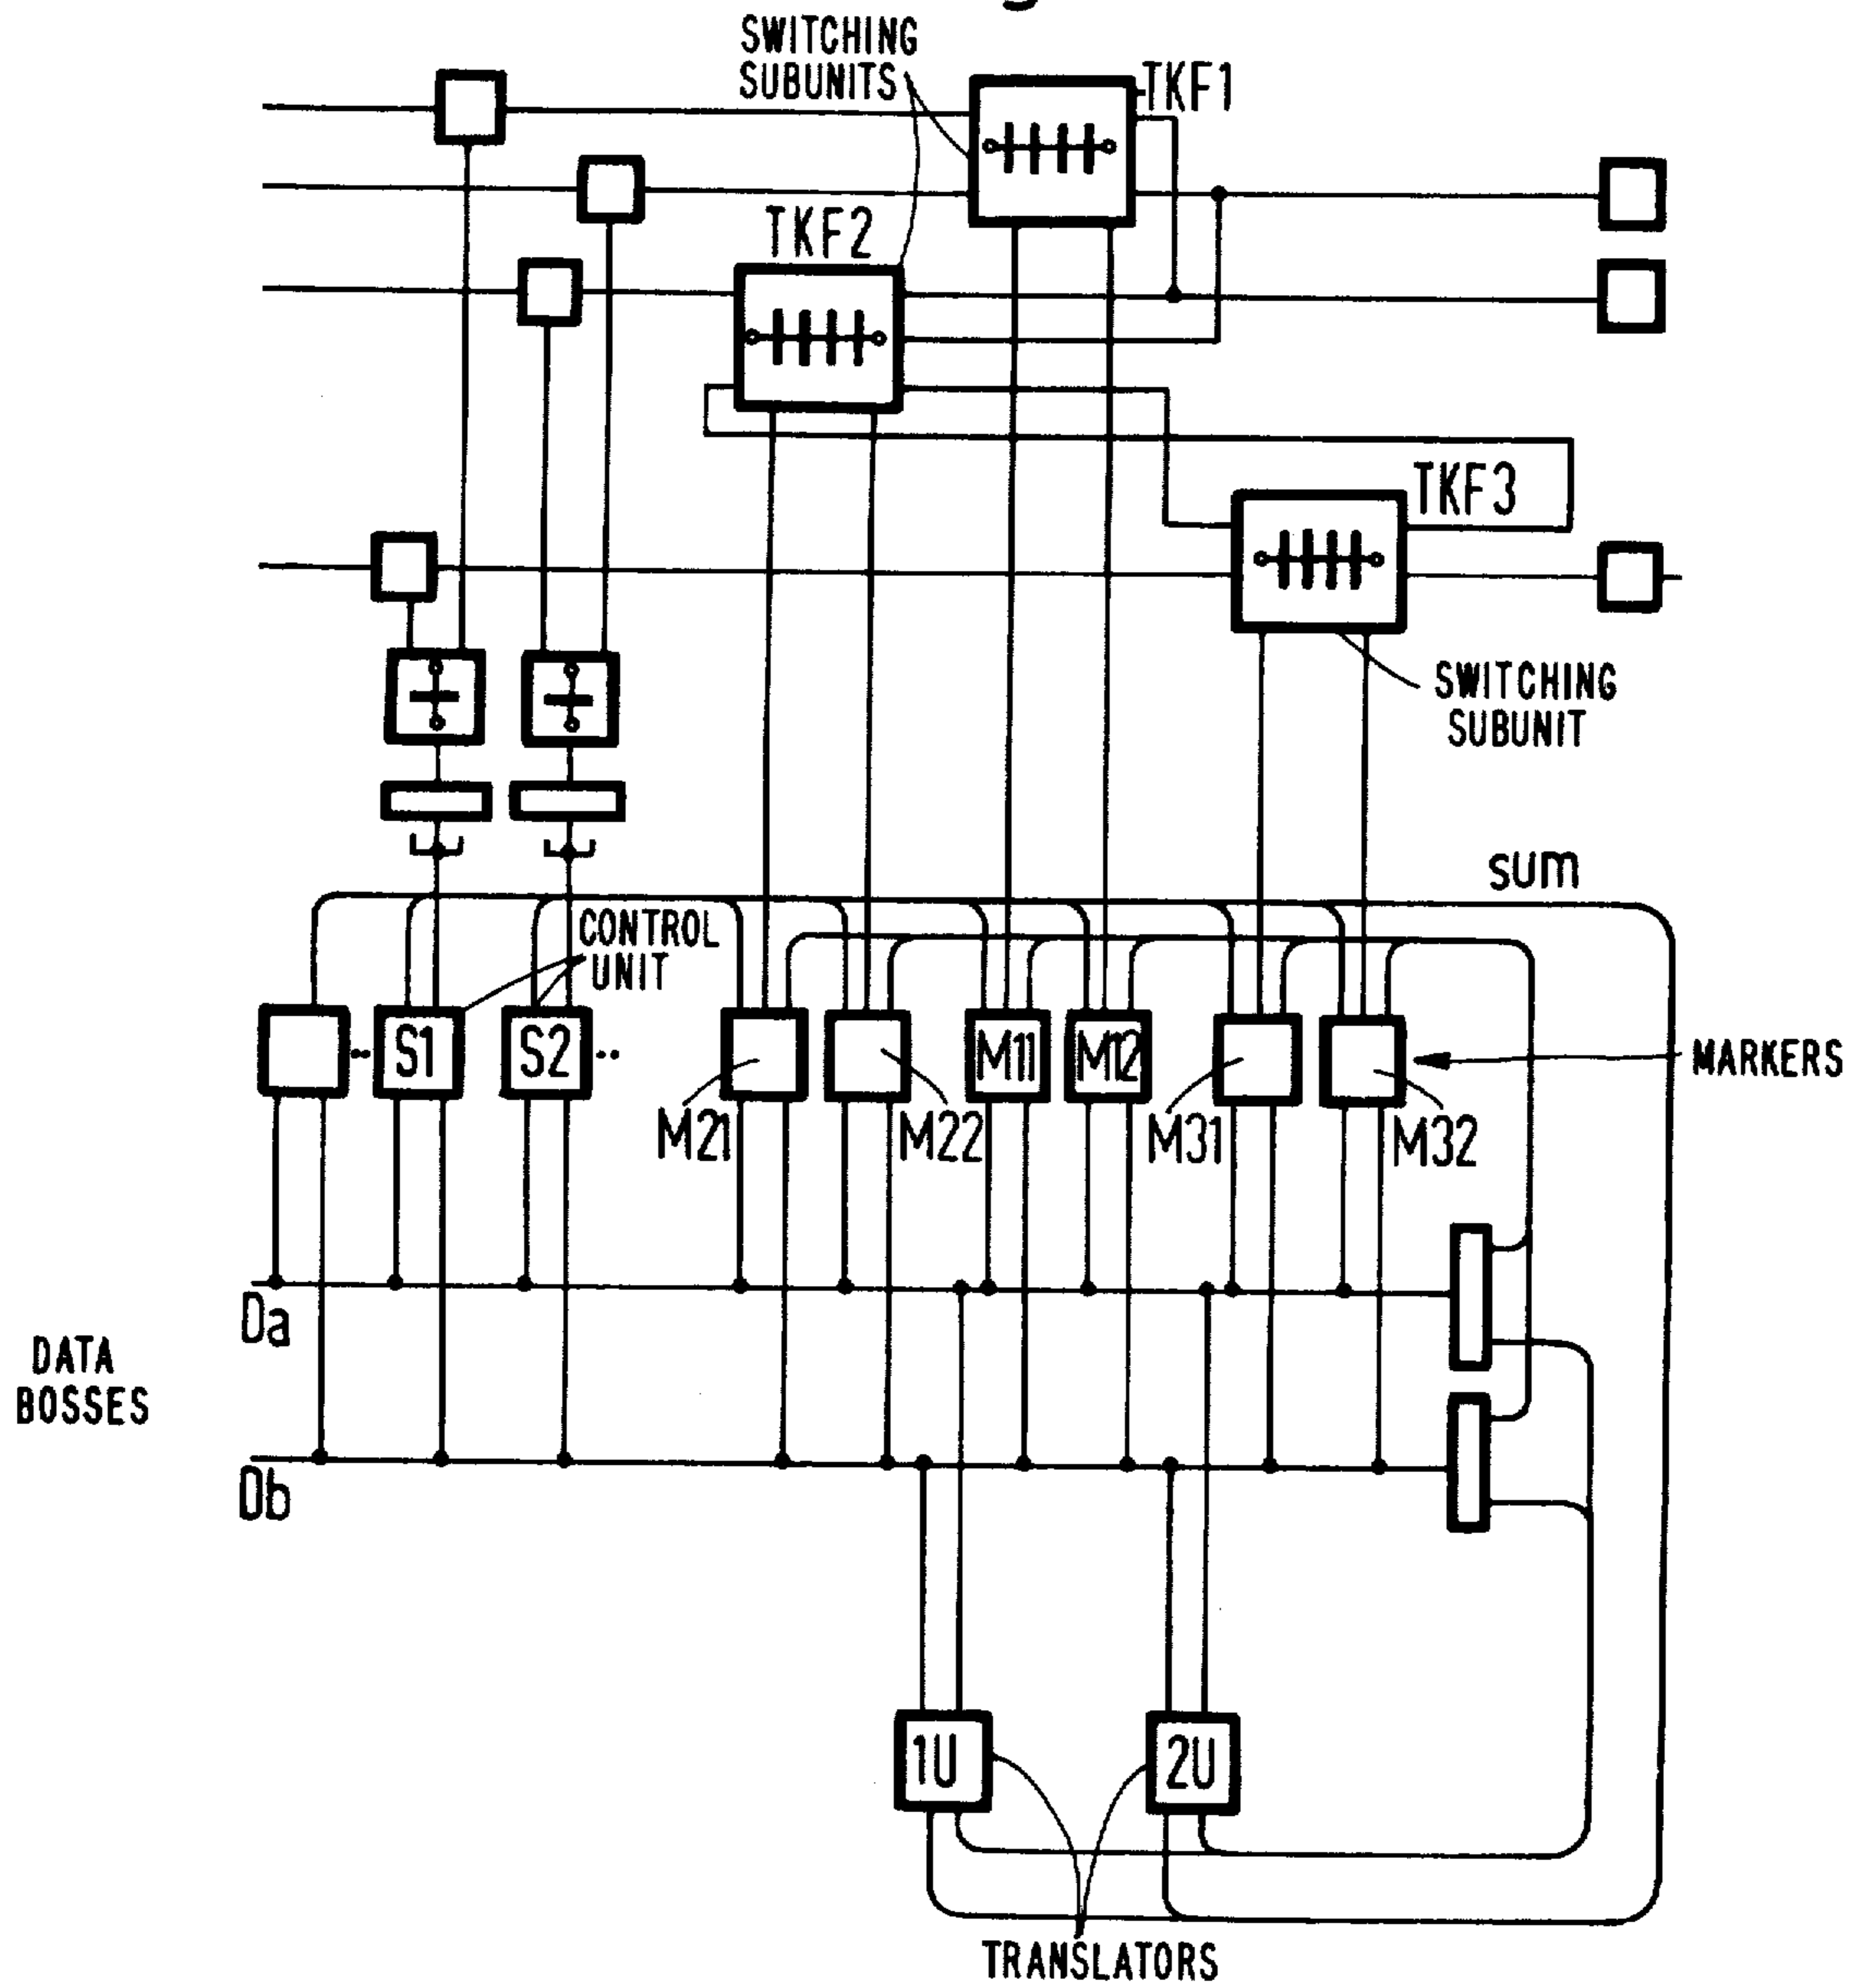 SWITCHING
SUBUNITS
TKF1
TKF2
TKF3
SWITCHING
SUBUNIT
sum
CONTROL
UNIT
S1
S2
M11
M12
MARKERS
M21
M22
M31
M32
Da
DATA
BOSSES
Db
1U
2U
TRANSLATORS